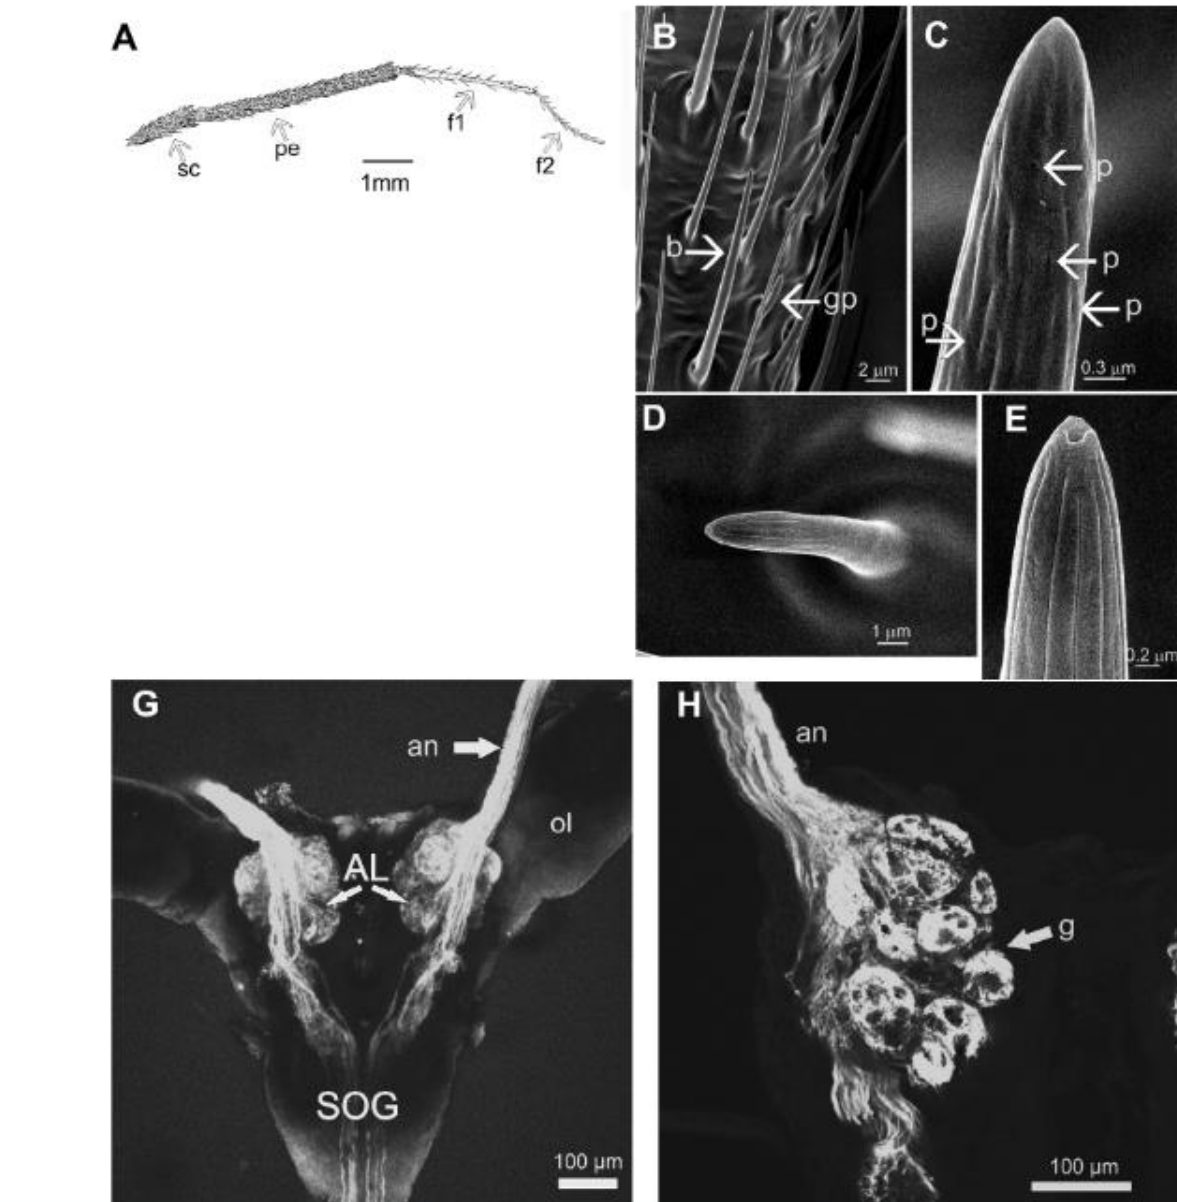 A
sc
pe
f1
f2
1mm
B
b
gp
2 μm
C
p
p
p
p
0.3 μm
D
1 μm
E
0.2 μm
G
an
ol
AL
SOG
100 μm
H
an
g
100 μm